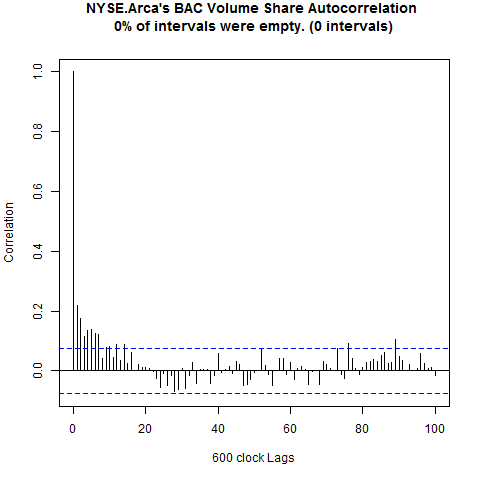 NYSE.Arca's BAC Volume Share Autocorrelation
0% of intervals were empty. (0 intervals)
1.0
0.8
0.6
0.4
0.2
0.0
Correlation
0 20 40 60 80 100
600 clock Lags